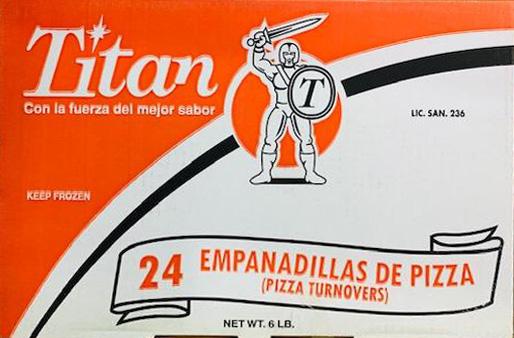 Titan
Con la fuerza del mejor sabor
T
LIC. SAN. 236
KEEP FROZEN
24 EMPANADILLAS DE PIZZA
(PIZZA TURNOVERS)
NET WT. 6 LB.